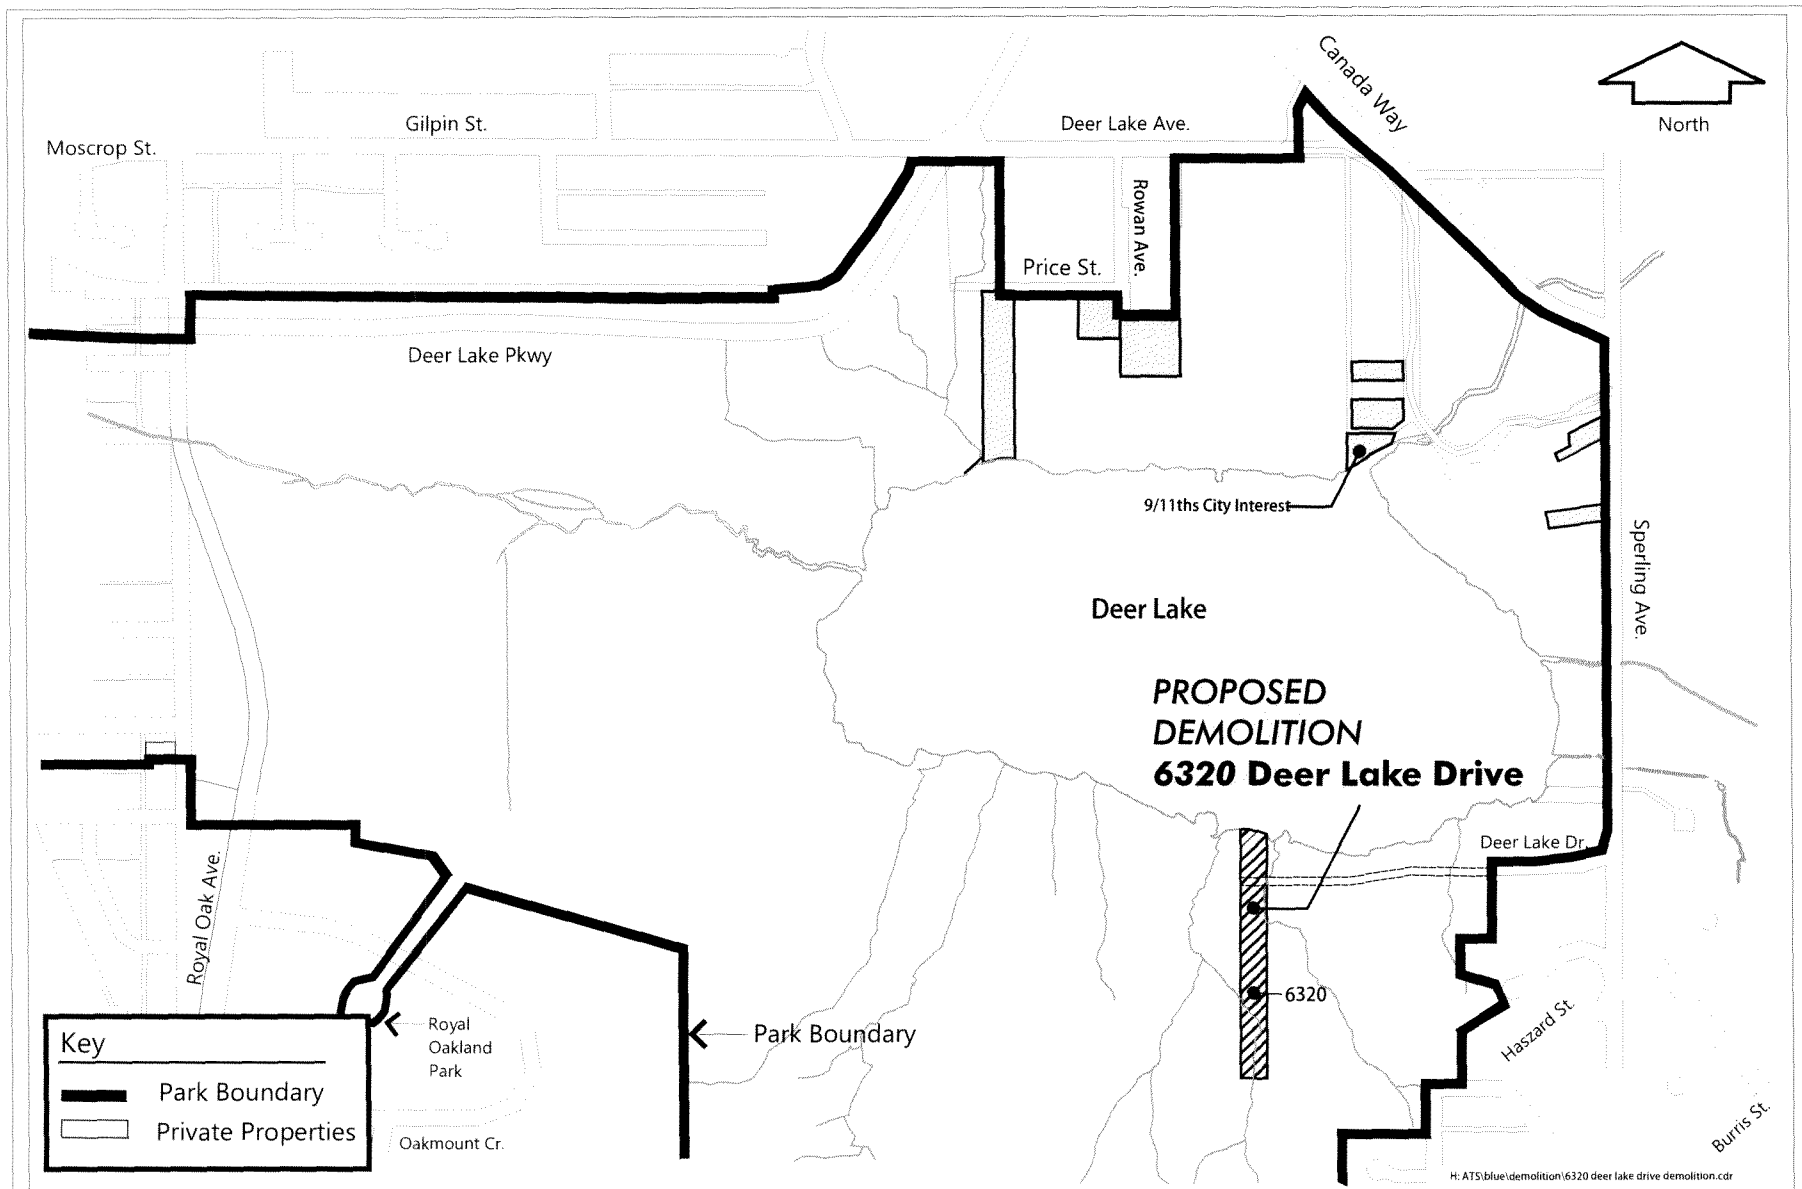 Canada Way
North
Gilpin St.
Deer Lake Ave.
Moscrop St.
Rowan Ave.
Price St.
Deer Lake Pkwy
9/11ths City Interest
Sperling Ave.
Deer Lake
PROPOSED
DEMOLITION
6320 Deer Lake Drive
Deer Lake Dr.
Royal Oak Ave.
6320
Haszard St.
Royal
Oakland
Park
Park Boundary
Key
Park Boundary
Private Properties
Oakmount Cr.
Burris St.
H: ATS\blue\demolition\6320 deer lake drive demolition.cdr